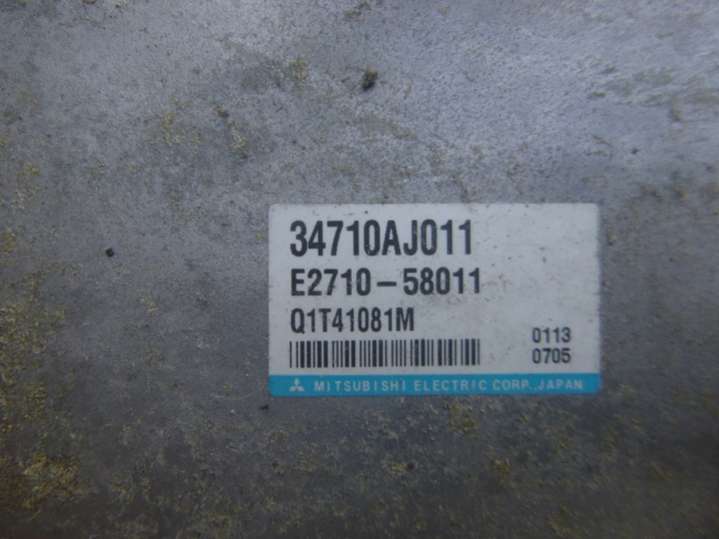 34710AJ011
E2710-58011
Q1T41081M
0113
0705
MITSUBISHI ELECTRIC CORP.,JAPAN